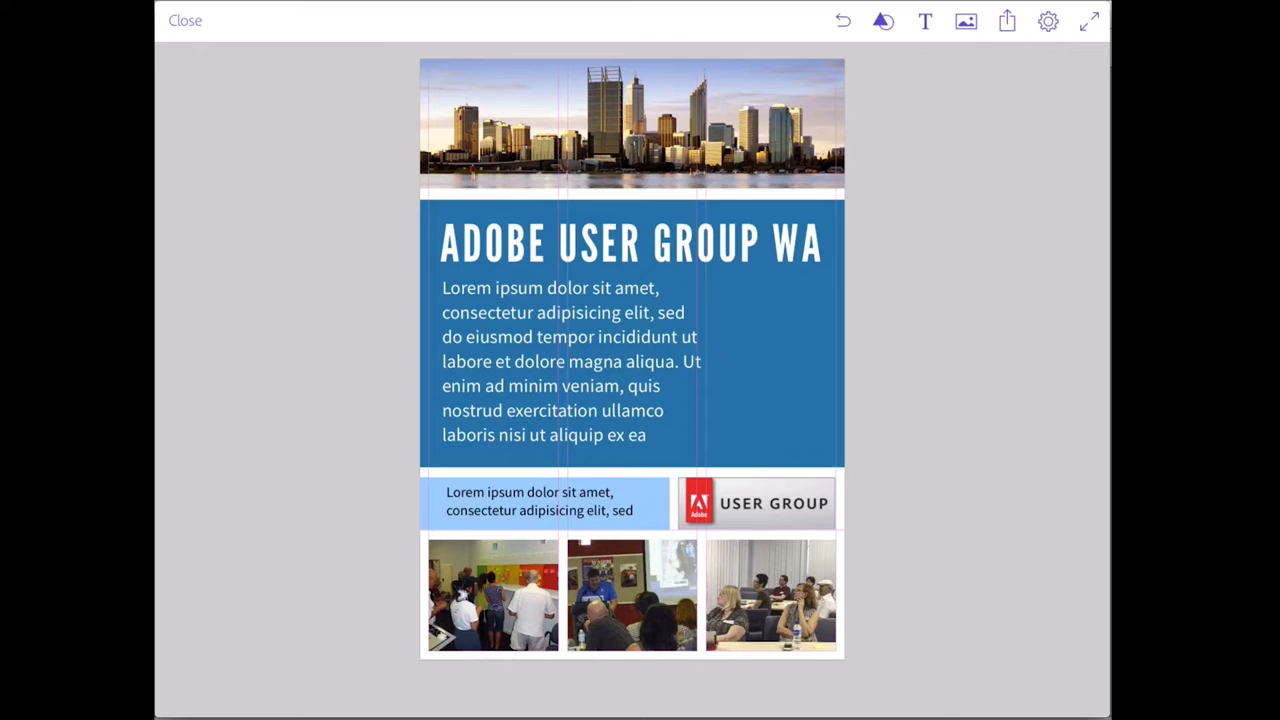 Close
T
ADOBE USER GROUP WA
Lorem ipsum dolor sit amet,
consectetur adipisicing elit, sed
do eiusmod tempor incididunt ut
labore et dolore magna aliqua. Ut
enim ad minim veniam, quis
nostrud exercitation ullamco
laboris nisi ut aliquip ex ea
Lorem ipsum dolor sit amet,
consectetur adipisicing elit, sed
Adobe
USER GROUP